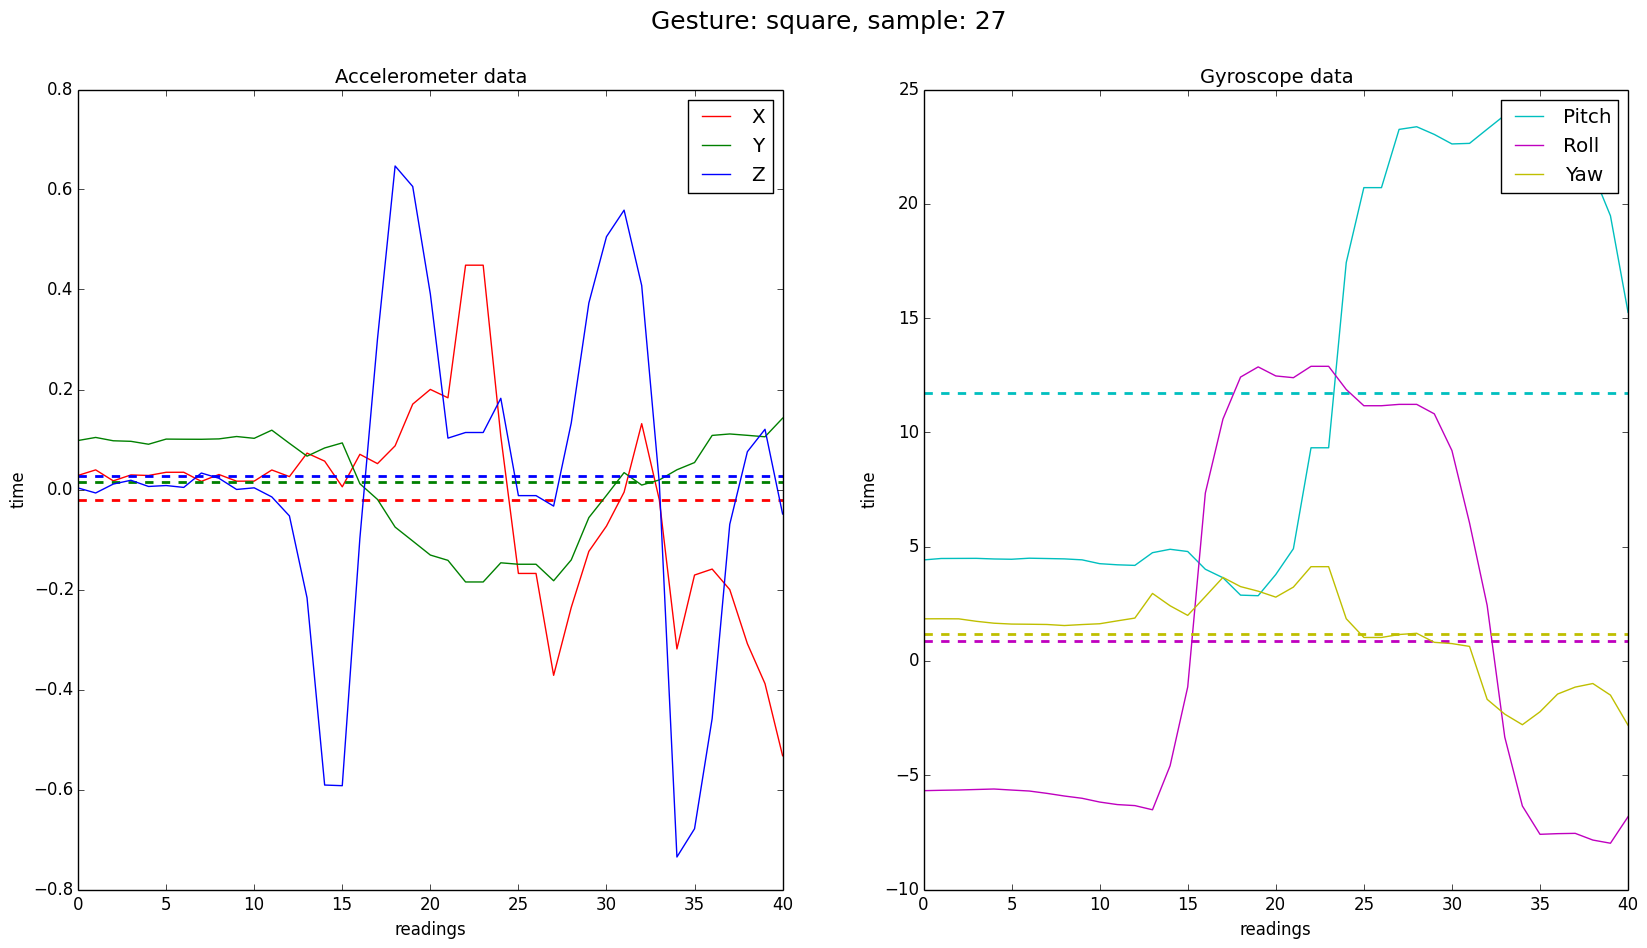 Gesture: square, sample: 27
Accelerometer data
0.8
0.6
0.4
0.2
0.0
−0.2
−0.4
−0.6
−0.8
time
0 5 10 15 20 25 30 35 40
readings
X
Y
Z
Gyroscope data
25
20
15
10
5
0
−5
−10
time
0 5 10 15 20 25 30 35 40
readings
Pitch
Roll
Yaw